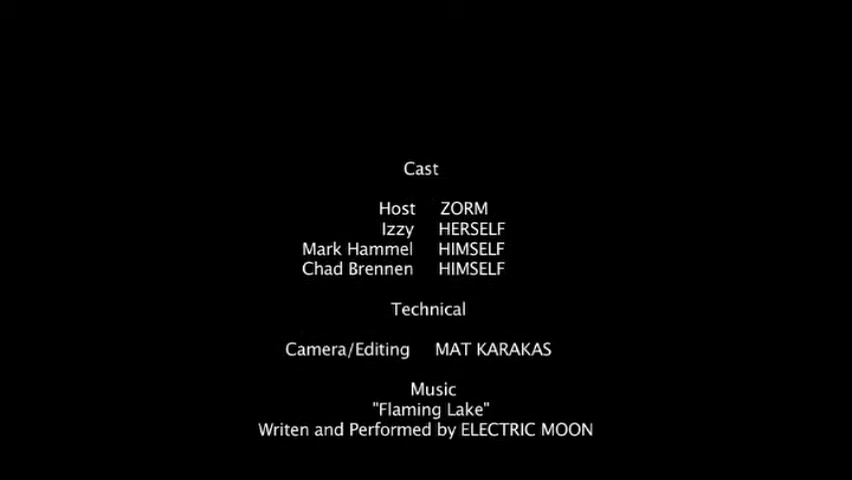 Cast
Host ZORM
Izzy HERSELF
Mark Hammel HIMSELF
Chad Brennen HIMSELF
Technical
Camera/Editing MAT KARAKAS
Music
"Flaming Lake"
Writen and Performed by ELECTRIC MOON